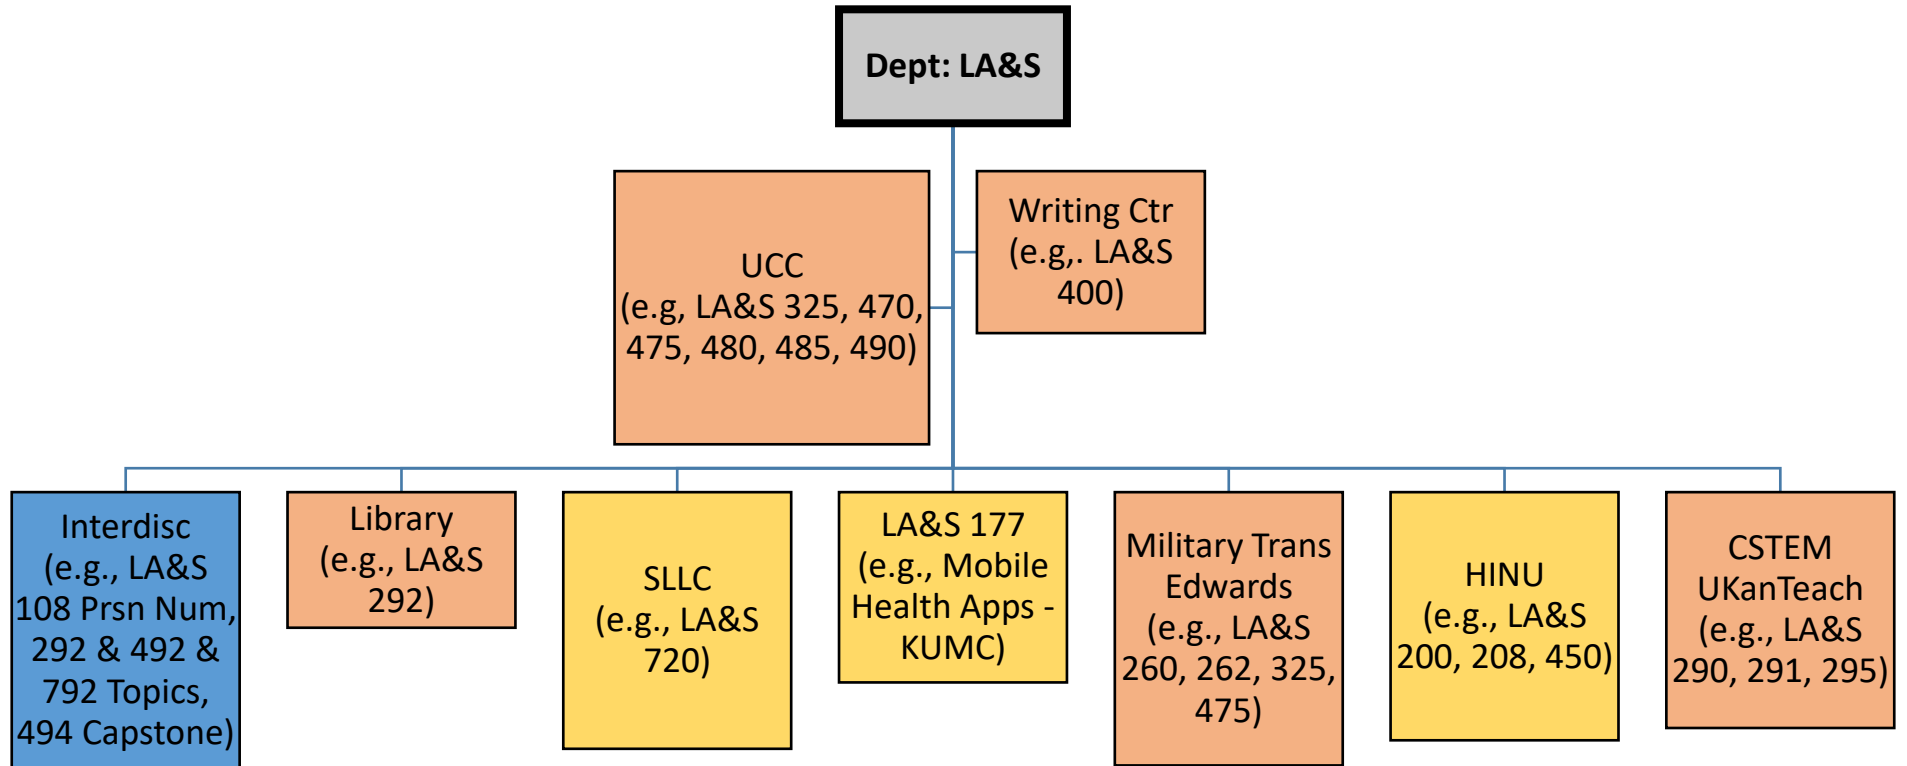 Dept: LA&S
UCC
(e.g, LA&S 325, 470,
475, 480, 485, 490)
Writing Ctr
(e.g,. LA&S
400)
Interdisc
(e.g., LA&S
108 Prsn Num,
292 & 492 &
792 Topics,
494 Capstone)
Library
(e.g., LA&S
292)
SLLC
(e.g., LA&S
720)
LA&S 177
(e.g., Mobile
Health Apps -
KUMC)
Military Trans
Edwards
(e.g., LA&S
260, 262, 325,
475)
HINU
(e.g., LA&S
200, 208, 450)
CSTEM
UKanTeach
(e.g., LA&S
290, 291, 295)